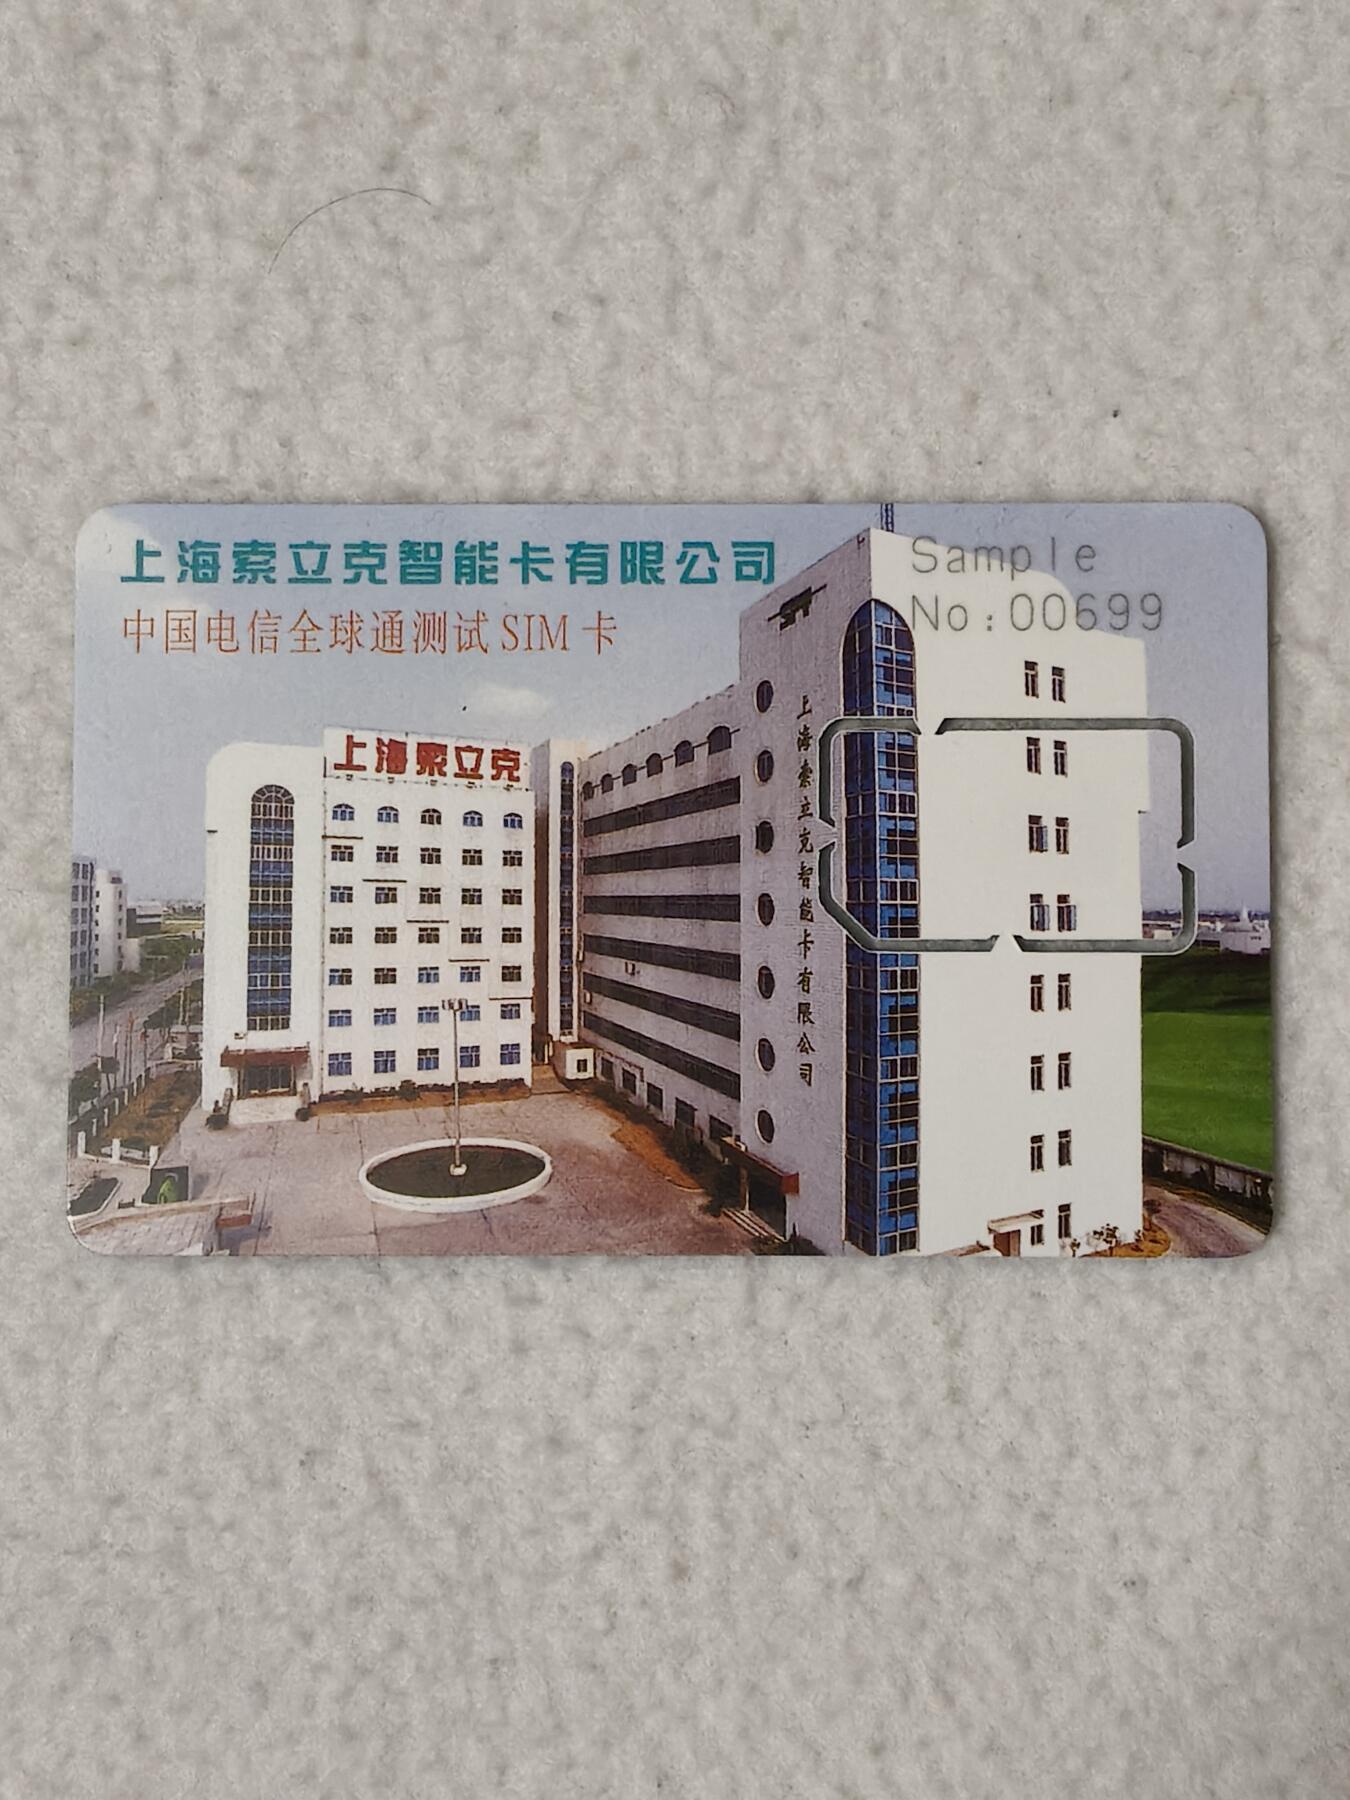 上海索立克智能卡有限公司
中国电信全球通测试SIM卡
Sample
No:00699
上海索立克
上海索立克智能卡有限公司